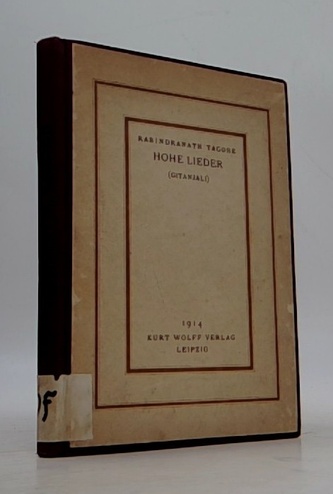 RABINDRANATH TAGORE
HOHE LIEDER
(GITANJALI)
1914
KURT WOLFF VERLAG
LEIPZIG